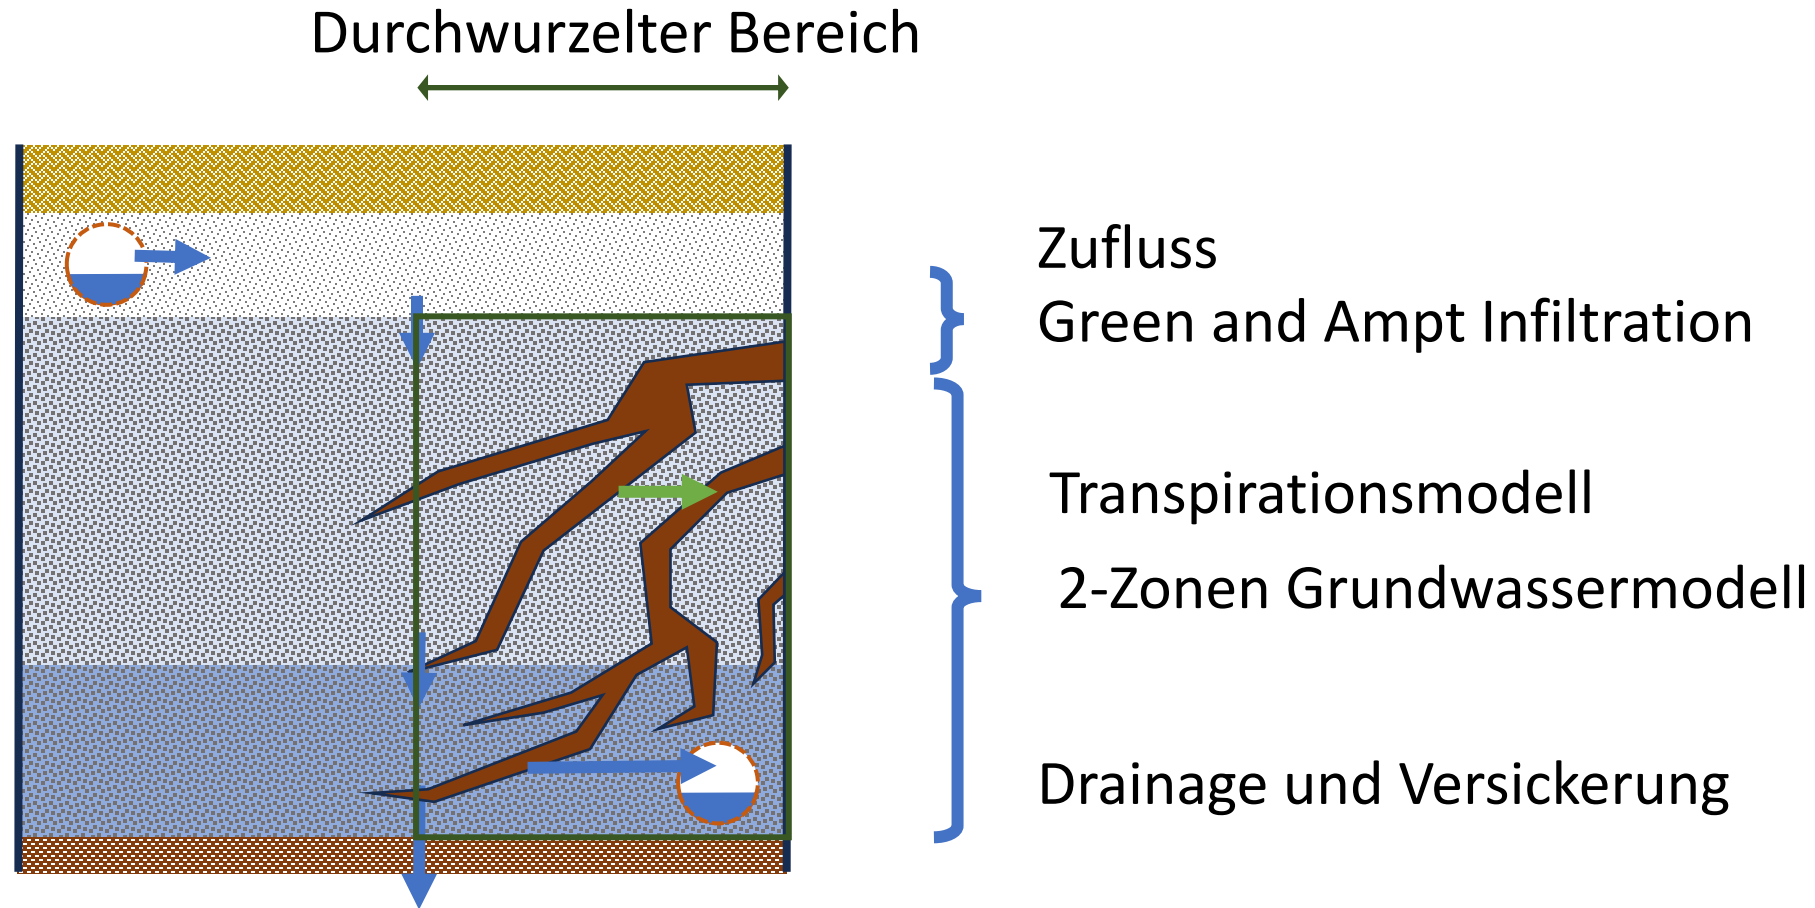 Durchwurzelter Bereich
Zufluss
Green and Ampt Infiltration
Transpirationsmodell
2-Zonen Grundwassermodell
Drainage und Versickerung